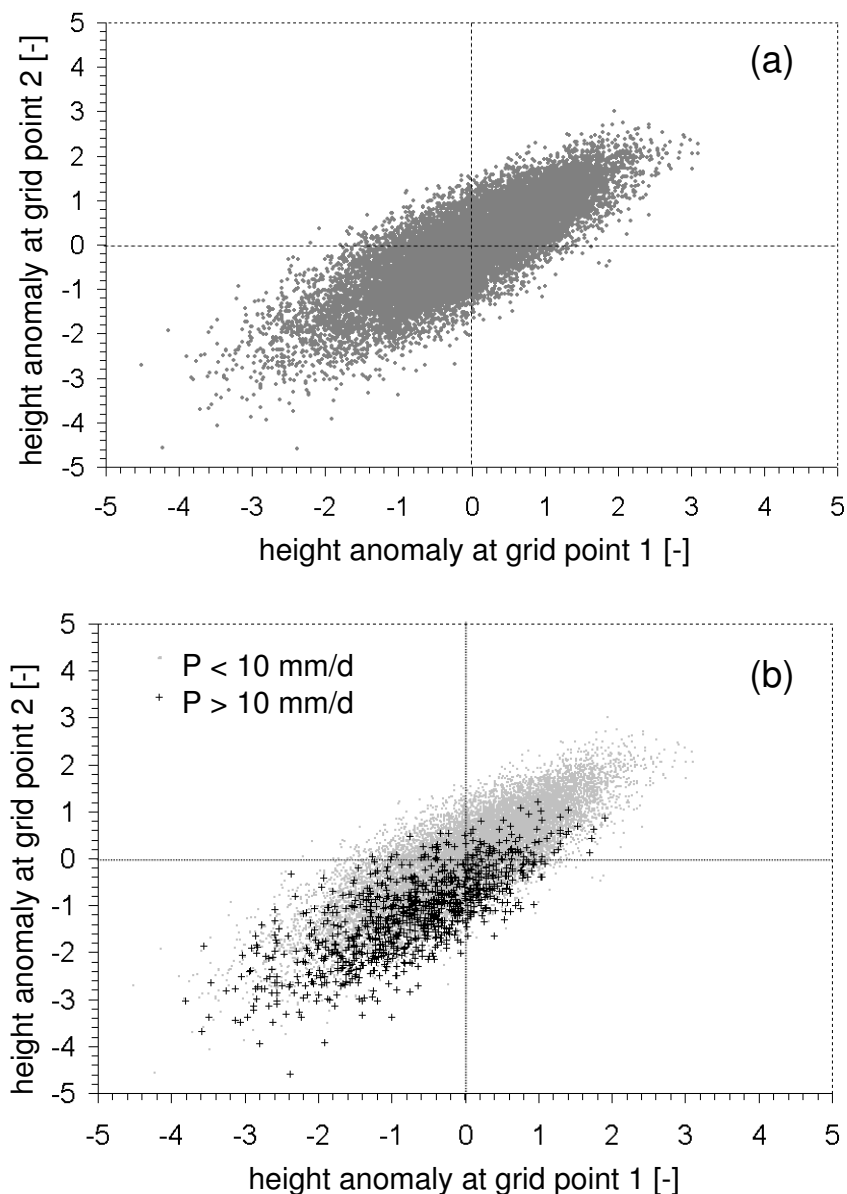 height anomaly at grid point 2 [-]
5
4
3
2
1
0
-1
-2
-3
-4
-5
(a)
-5 -4 -3 -2 -1 0 1 2 3 4 5
height anomaly at grid point 1 [-]
height anomaly at grid point 2 [-]
5
4
3
2
1
0
-1
-2
-3
-4
-5
P < 10 mm/d
P > 10 mm/d
(b)
-5 -4 -3 -2 -1 0 1 2 3 4 5
height anomaly at grid point 1 [-]